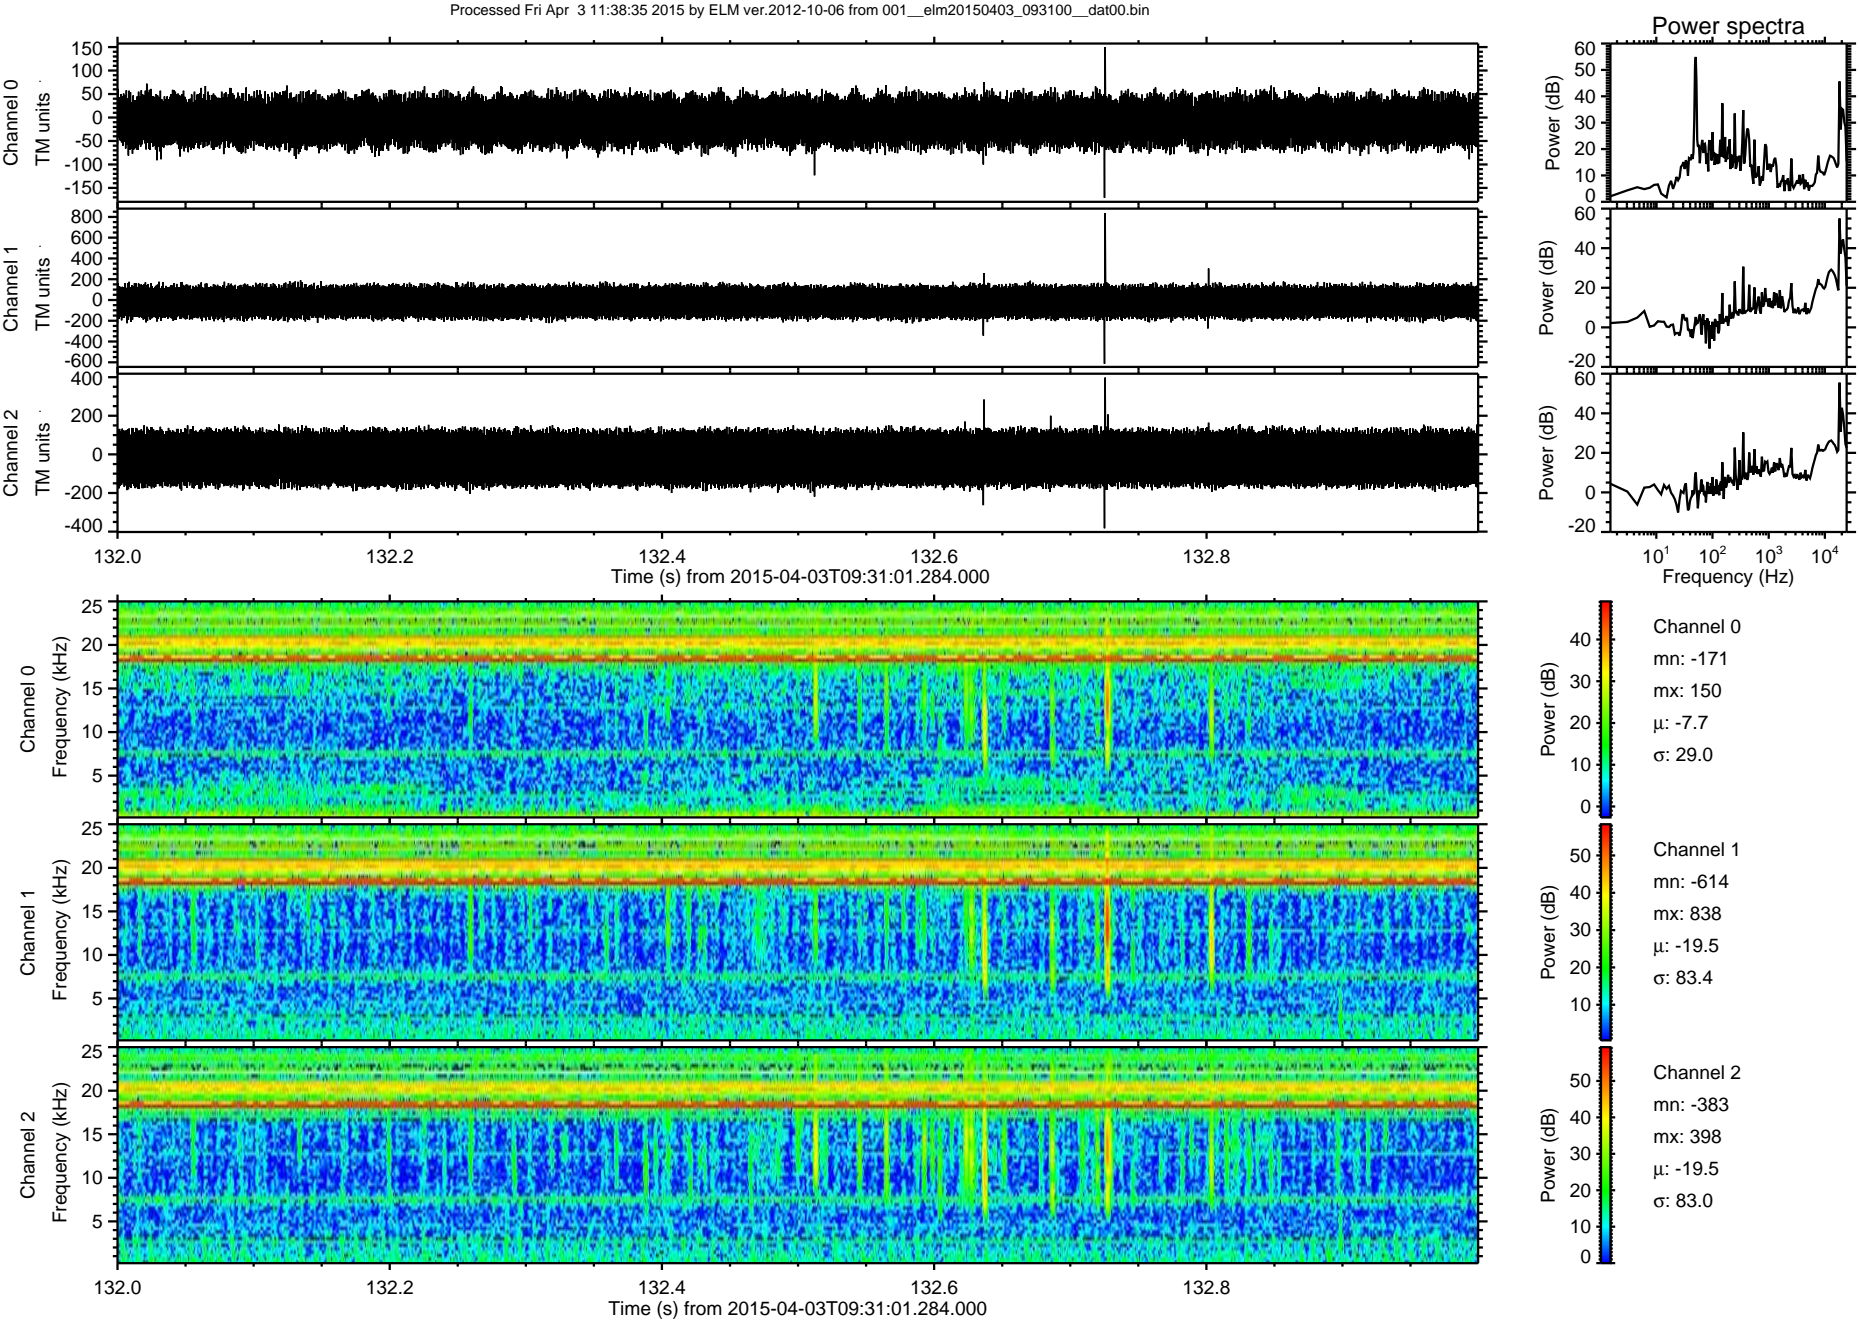 Processed Fri Apr 3 11:38:35 2015 by ELM ver.2012-10-06 from 001__elm20150403_093100__dat00.bin
Power spectra
Channel 0
TM units
150
100
50
0
-50
-100
-150
Power (dB)
60
50
40
30
20
10
0
Channel 1
TM units
800
600
400
200
0
-200
-400
-600
Power (dB)
60
40
20
0
-20
Channel 2
TM units
400
200
0
-200
-400
Power (dB)
60
40
20
0
-20
132.0 132.2 132.4 132.6 132.8
Time (s) from 2015-04-03T09:31:01.284.000
10¹ 10² 10³ 10⁴
Frequency (Hz)
Channel 0
Frequency (kHz)
25
20
15
10
5
Power (dB)
40
30
20
10
0
Channel 0
mn: -171
mx: 150
μ: -7.7
σ: 29.0
Channel 1
Frequency (kHz)
25
20
15
10
5
Power (dB)
50
40
30
20
10
Channel 1
mn: -614
mx: 838
μ: -19.5
σ: 83.4
Channel 2
Frequency (kHz)
25
20
15
10
5
Power (dB)
50
40
30
20
10
0
Channel 2
mn: -383
mx: 398
μ: -19.5
σ: 83.0
132.0 132.2 132.4 132.6 132.8
Time (s) from 2015-04-03T09:31:01.284.000